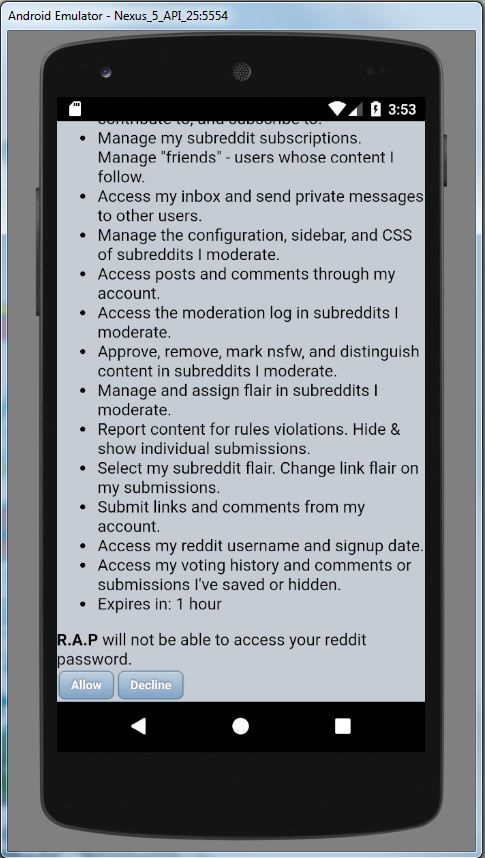 Android Emulator - Nexus_5_API_25:5554
3:53
contribute to, and subscribe to.
• Manage my subreddit subscriptions.
Manage "friends" - users whose content I
follow.
• Access my inbox and send private messages
to other users.
• Manage the configuration, sidebar, and CSS
of subreddits I moderate.
• Access posts and comments through my
account.
• Access the moderation log in subreddits I
moderate.
• Approve, remove, mark nsfw, and distinguish
content in subreddits I moderate.
• Manage and assign flair in subreddits I
moderate.
• Report content for rules violations. Hide &
show individual submissions.
• Select my subreddit flair. Change link flair on
my submissions.
• Submit links and comments from my
account.
• Access my reddit username and signup date.
• Access my voting history and comments or
submissions I've saved or hidden.
• Expires in: 1 hour
R.A.P will not be able to access your reddit
password.
Allow Decline